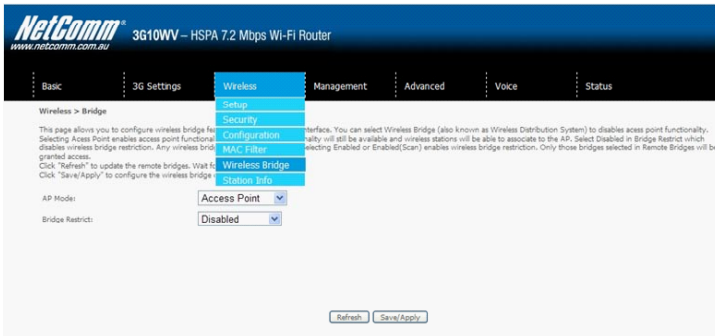 NetComm®
www.netcomm.com.au
3G10WV – HSPA 7.2 Mbps Wi-Fi Router
Basic 3G Settings Wireless Management Advanced Voice Status
Setup
Security
Configuration
MAC Filter
Wireless Bridge
Station Info
Wireless > Bridge
This page allows you to configure wireless bridge fea nterface. You can select Wireless Bridge (also known as Wireless Distribution System) to disables acess point functionality.
Selecting Acess Point enables access point functional nality will still be available and wireless stations will be able to associate to the AP. Select Disabled in Bridge Restrict which
disables wireless bridge restriction. Any wireless brid electing Enabled or Enabled(Scan) enables wireless bridge restriction. Only those bridges selected in Remote Bridges will be
granted access.
Click "Refresh" to update the remote bridges. Wait fo
Click "Save/Apply" to configure the wireless bridge
AP Mode: Access Point
Bridge Restrict: Disabled
Refresh Save/Apply